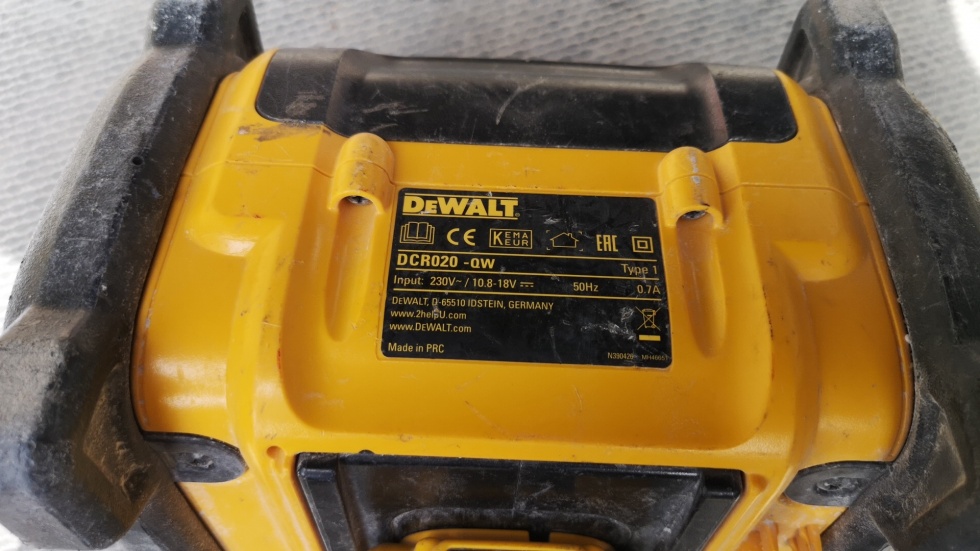 DEWALT
CE KEMA EUR EAC
DCR020 -QW Type 1
Input: 230V~ / 10.8-18V ⎓ 50Hz 0.7A
DEWALT, D-65510 IDSTEIN, GERMANY
www.2helpU.com
www.DEWALT.com
Made in PRC